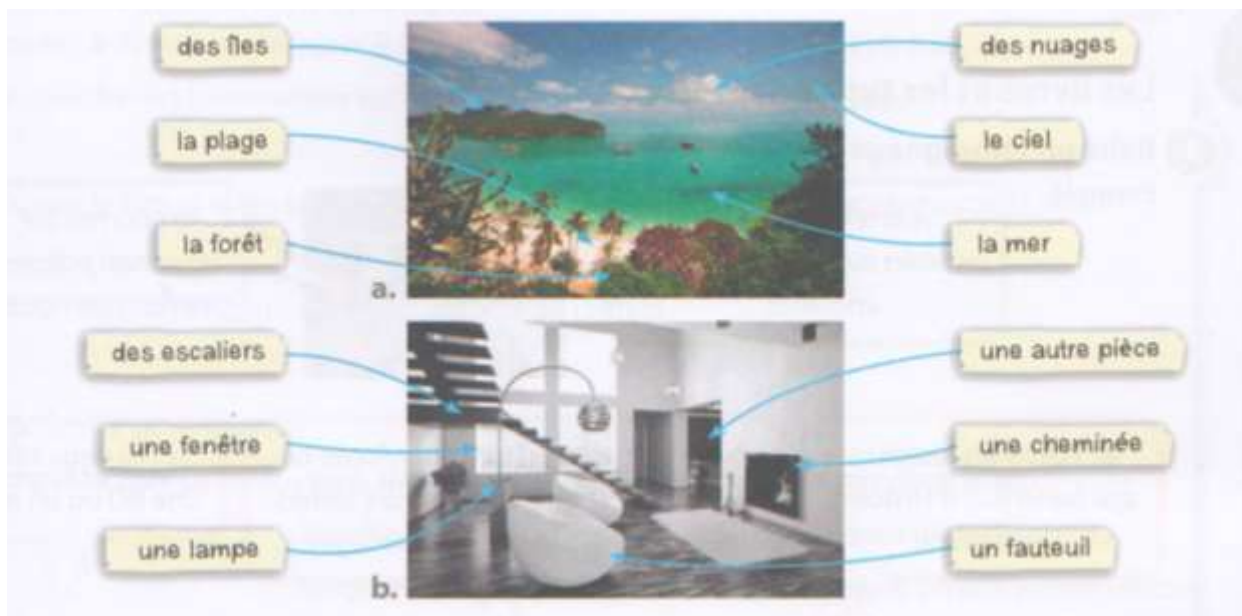 des îles
des nuages
la plage
le ciel
la forêt
la mer
a.
des escaliers
une autre pièce
une fenêtre
une cheminée
une lampe
un fauteuil
b.